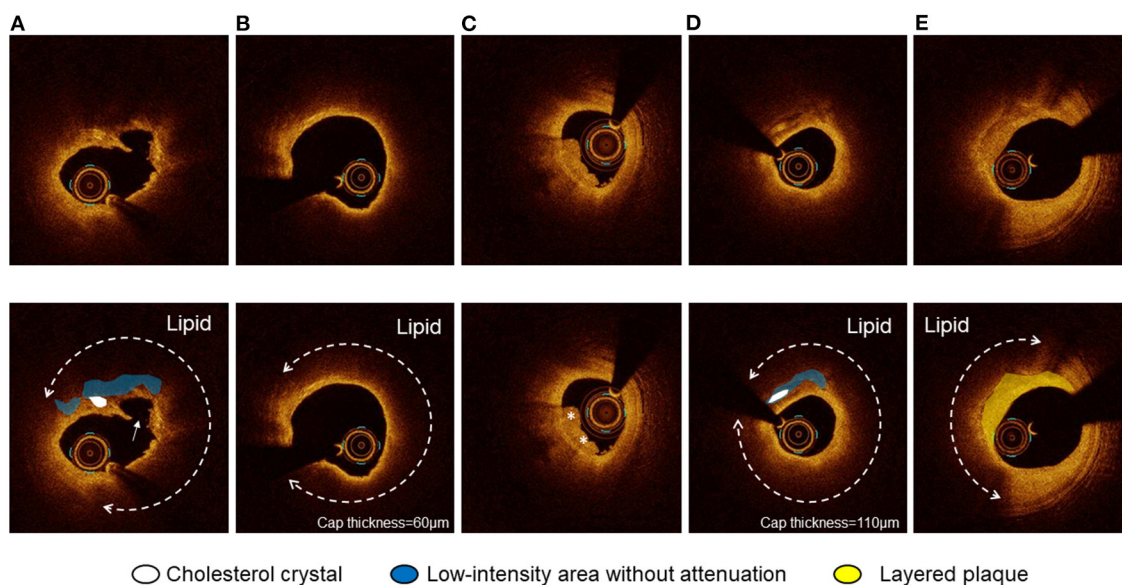 A
B
C
D
E
Lipid
Lipid
Lipid
Lipid
*
*
Cap thickness=60µm
Cap thickness=110µm
Cholesterol crystal
Low-intensity area without attenuation
Layered plaque